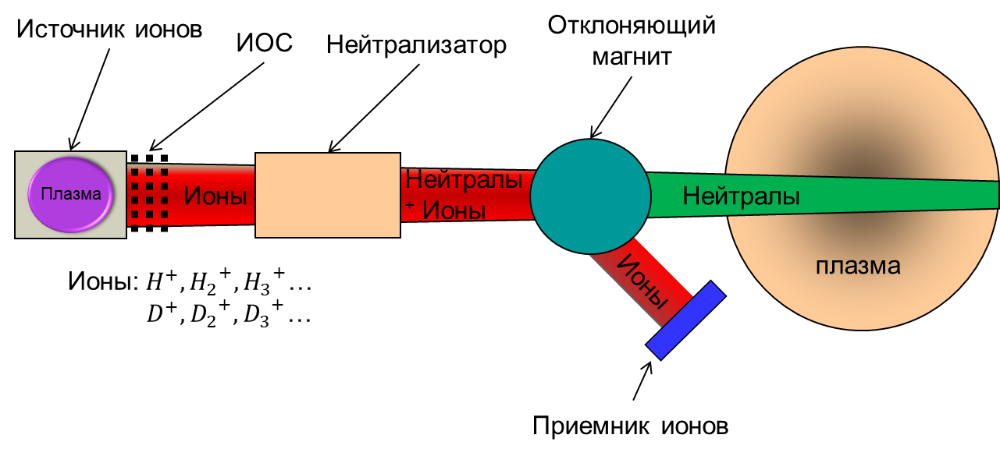 Источник ионов
ИОС
Нейтрализатор
Отклоняющий
магнит
Плазма
Ионы
Нейтралы
+ Ионы
Нейтралы
Ионы
плазма
Ионы: H⁺, H₂⁺, H₃⁺ …
D⁺, D₂⁺, D₃⁺ …
Приемник ионов